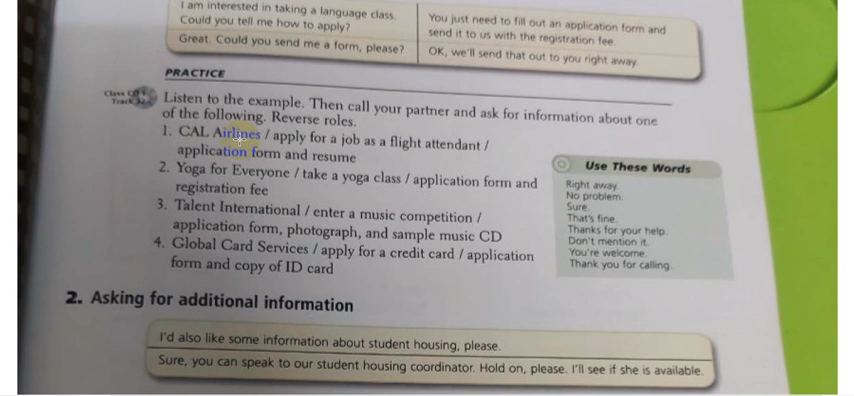 I am interested in taking a language class.
Could you tell me how to apply?
You just need to fill out an application form and
send it to us with the registration fee.
Great. Could you send me a form, please?
OK, we'll send that out to you right away.
PRACTICE
Class CD 1
Track 32
Listen to the example. Then call your partner and ask for information about one
of the following. Reverse roles.
1. CAL Airlines / apply for a job as a flight attendant /
application form and resume
2. Yoga for Everyone / take a yoga class / application form and
registration fee
3. Talent International / enter a music competition /
application form, photograph, and sample music CD
4. Global Card Services / apply for a credit card / application
form and copy of ID card
Use These Words
Right away.
No problem.
Sure.
That's fine.
Thanks for your help.
Don't mention it.
You're welcome.
Thank you for calling.
2. Asking for additional information
I'd also like some information about student housing, please.
Sure, you can speak to our student housing coordinator. Hold on, please. I'll see if she is available.